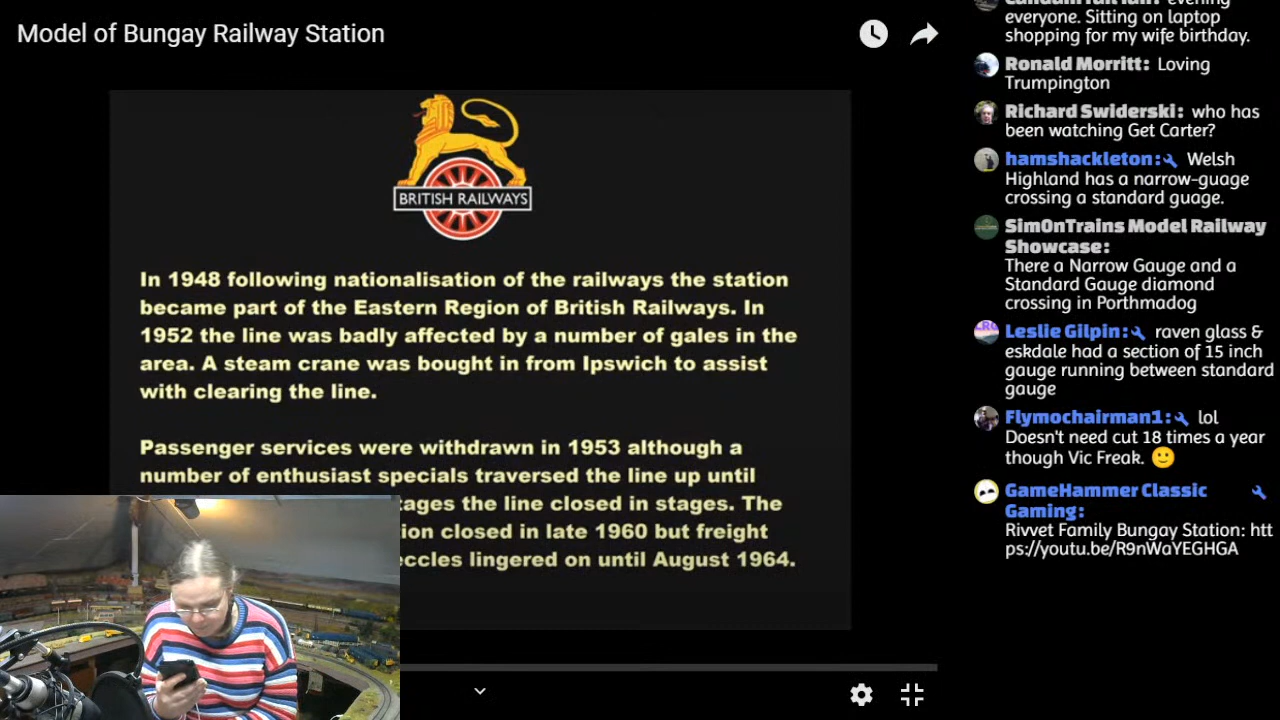 Model of Bungay Railway Station
BRITISH RAILWAYS
In 1948 following nationalisation of the railways the station
became part of the Eastern Region of British Railways. In
1952 the line was badly affected by a number of gales in the
area. A steam crane was bought in from Ipswich to assist
with clearing the line.
Passenger services were withdrawn in 1953 although a
number of enthusiast specials traversed the line up until
tages the line closed in stages. The
ion closed in late 1960 but freight
eccles lingered on until August 1964.
everyone. Sitting on laptop
shopping for my wife birthday.
Ronald Morritt: Loving
Trumpington
Richard Swiderski: who has
been watching Get Carter?
hamshackleton: Welsh
Highland has a narrow-guage
crossing a standard guage.
Sim0nTrains Model Railway
Showcase:
There a Narrow Gauge and a
Standard Gauge diamond
crossing in Porthmadog
Leslie Gilpin: raven glass &
eskdale had a section of 15 inch
gauge running between standard
gauge
Flymochairman1: lol
Doesn't need cut 18 times a year
though Vic Freak.
GameHammer Classic
Gaming:
Rivvet Family Bungay Station: htt
ps://youtu.be/R9nWaYEGHGA